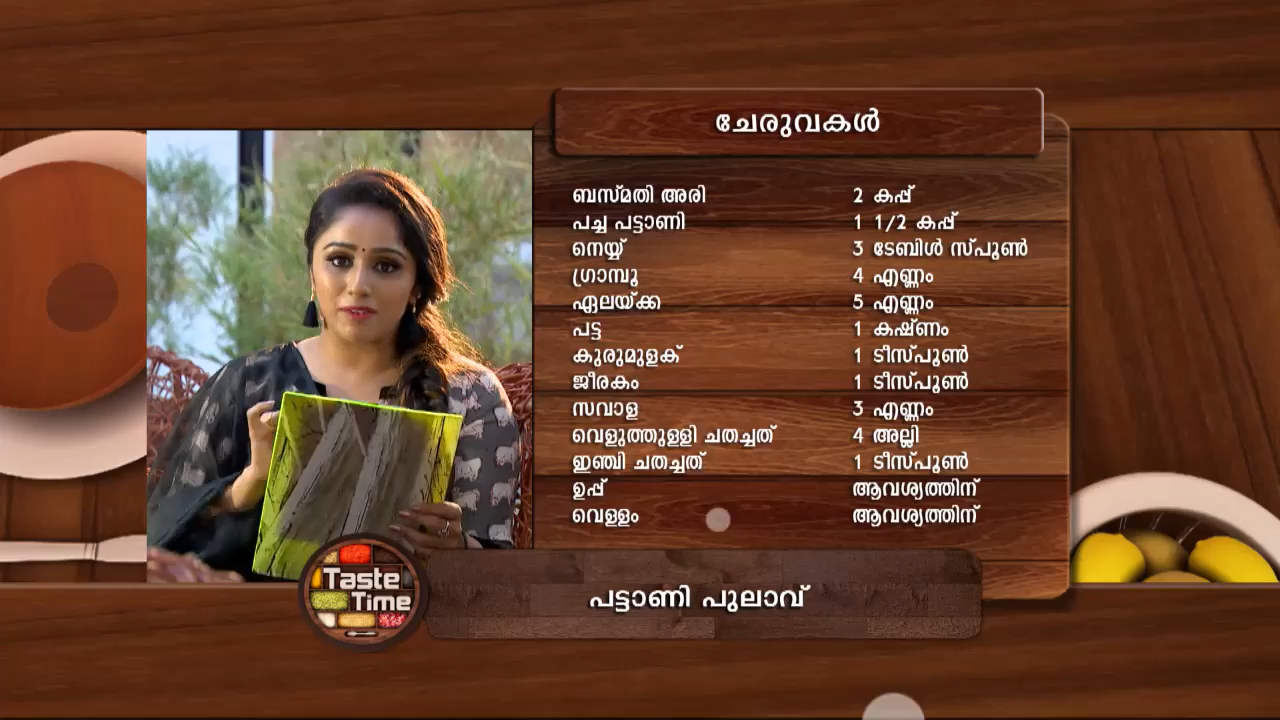 ചേരുവകൾ
ബസ്മതി അരി 2 കപ്പ്
പച്ച പട്ടാണി 1 1/2 കപ്പ്
നെയ്യ് 3 ടേബിൾ സ്പൂൺ
ഗ്രാമ്പൂ 4 എണ്ണം
ഏലയ്ക്ക 5 എണ്ണം
പട്ട 1 കഷ്ണം
കുരുമുളക് 1 ടീസ്പൂൺ
ജീരകം 1 ടീസ്പൂൺ
സവാള 3 എണ്ണം
വെളുത്തുള്ളി ചതച്ചത് 4 അല്ലി
ഇഞ്ചി ചതച്ചത് 1 ടീസ്പൂൺ
ഉപ്പ് ആവശ്യത്തിന്
വെള്ളം ആവശ്യത്തിന്
Taste
Time
പട്ടാണി പുലാവ്